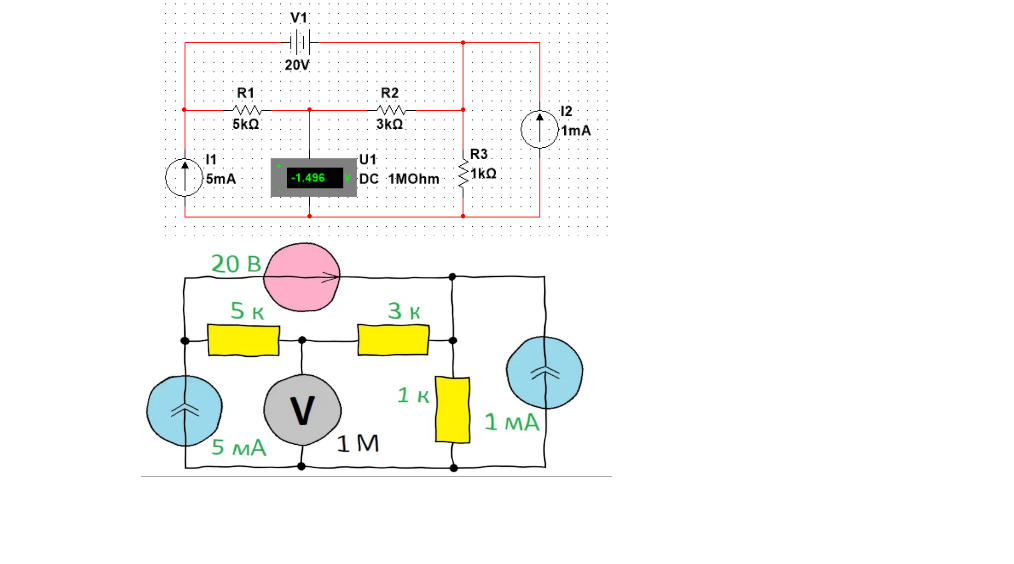 V1
20V
R1
5kΩ
R2
3kΩ
I2
1mA
I1
5mA
-1.496
U1
DC 1MOhm
R3
1kΩ
20 В
5 к
3 к
1 к
V
1 М
5 мА
1 мА